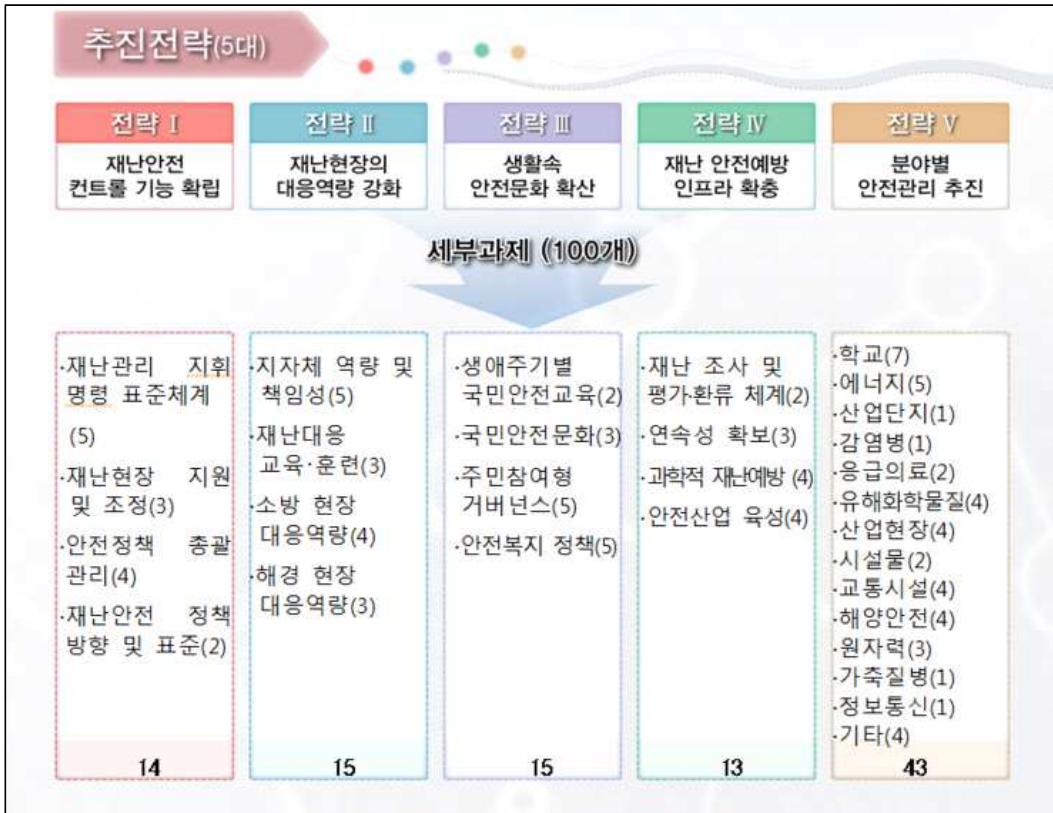 추진전략(5대)
전략 Ⅰ
재난안전
컨트롤 기능 확립
전략 Ⅱ
재난현장의
대응역량 강화
전략 Ⅲ
생활속
안전문화 확산
전략 Ⅳ
재난 안전예방
인프라 확충
전략 Ⅴ
분야별
안전관리 추진
세부과제 (100개)
·재난관리 지휘
명령 표준체계
(5)
·재난현장 지원
및 조정(3)
·안전정책 총괄
관리(4)
·재난안전 정책
방향 및 표준(2)
14
·지자체 역량 및
책임성(5)
·재난대응
교육·훈련(3)
·소방 현장
대응역량(4)
·해경 현장
대응역량(3)
15
·생애주기별
국민안전교육(2)
·국민안전문화(3)
·주민참여형
거버넌스(5)
·안전복지 정책(5)
15
·재난 조사 및
평가·환류 체계(2)
·연속성 확보(3)
·과학적 재난예방 (4)
·안전산업 육성(4)
13
·학교(7)
·에너지(5)
·산업단지(1)
·감염병(1)
·응급의료(2)
·유해화학물질(4)
·산업현장(4)
·시설물(2)
·교통시설(4)
·해양안전(4)
·원자력(3)
·가축질병(1)
·정보통신(1)
·기타(4)
43